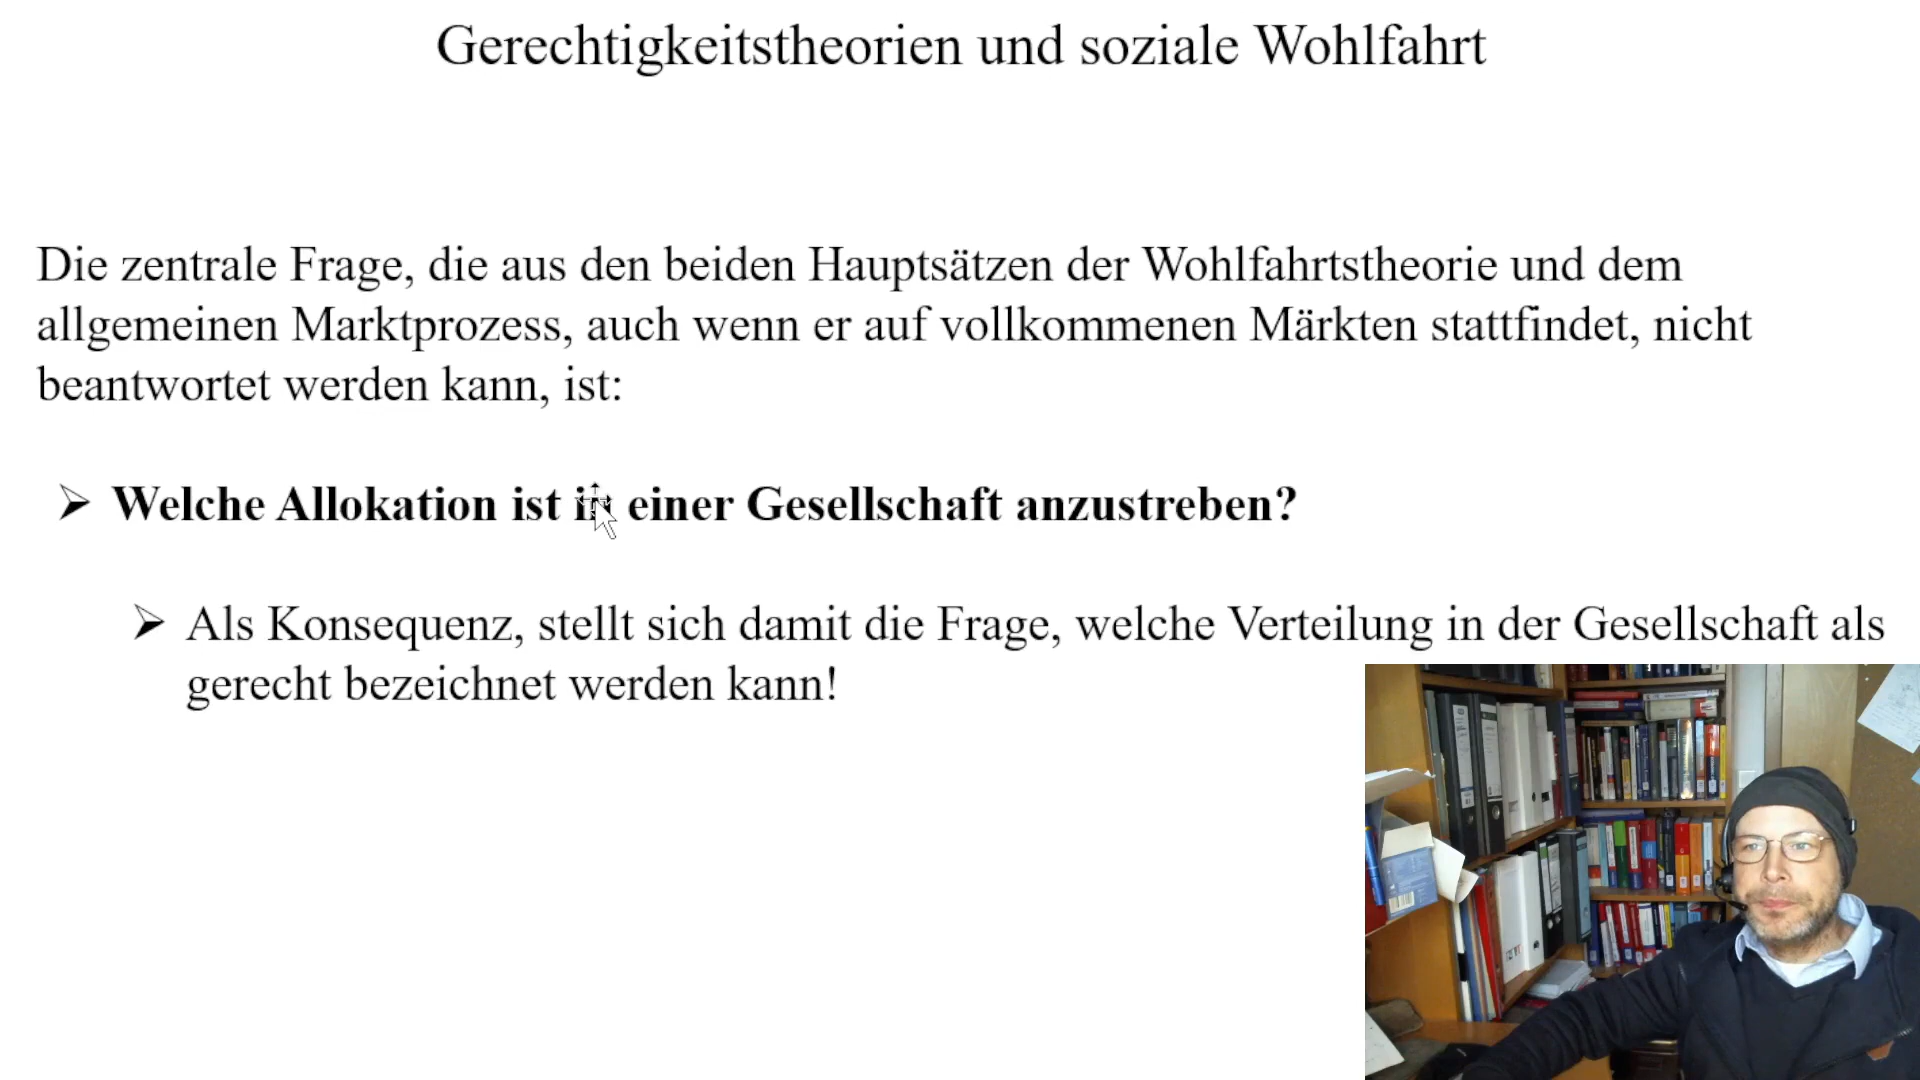 Gerechtigkeitstheorien und soziale Wohlfahrt
Die zentrale Frage, die aus den beiden Hauptsätzen der Wohlfahrtstheorie und dem
allgemeinen Marktprozess, auch wenn er auf vollkommenen Märkten stattfindet, nicht
beantwortet werden kann, ist:
➢ Welche Allokation ist in einer Gesellschaft anzustreben?
➢ Als Konsequenz, stellt sich damit die Frage, welche Verteilung in der Gesellschaft als
gerecht bezeichnet werden kann!